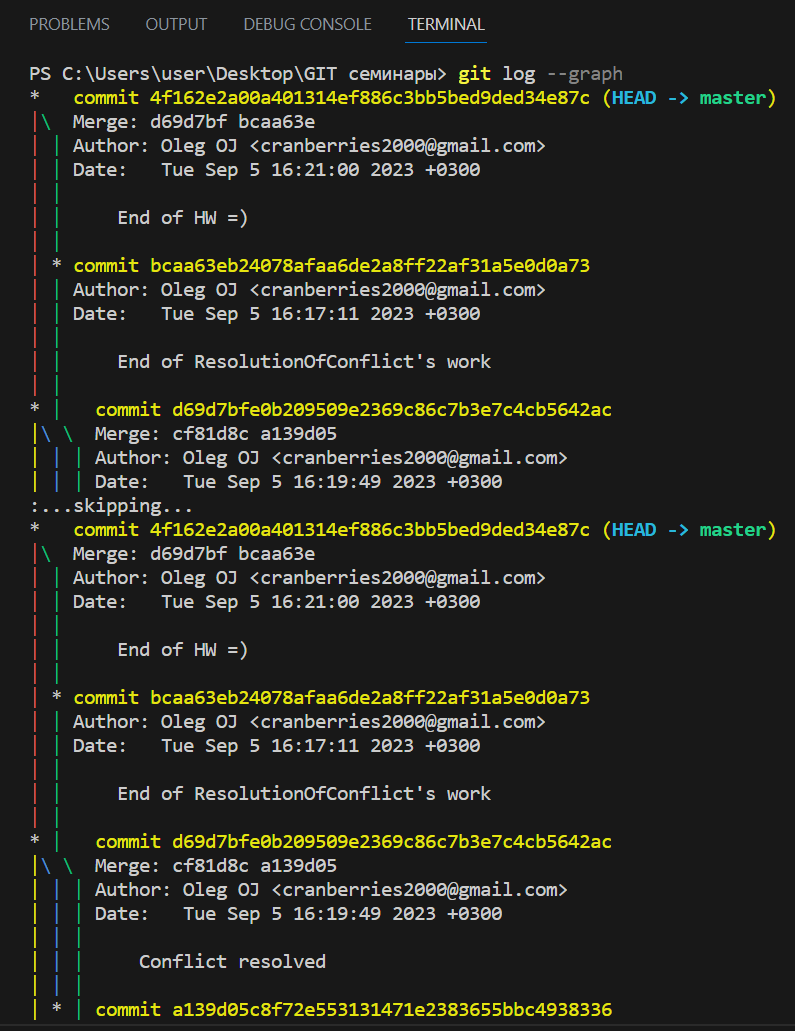 PROBLEMS OUTPUT DEBUG CONSOLE TERMINAL
PS C:\Users\user\Desktop\GIT семинары> git log --graph
*   commit 4f162e2a00a401314ef886c3bb5bed9ded34e87c (HEAD -> master)
|\  Merge: d69d7bf bcaa63e
| | Author: Oleg OJ <cranberries2000@gmail.com>
| | Date:   Tue Sep 5 16:21:00 2023 +0300
| |
| |     End of HW =)
| |
| * commit bcaa63eb24078afaa6de2a8ff22af31a5e0d0a73
| | Author: Oleg OJ <cranberries2000@gmail.com>
| | Date:   Tue Sep 5 16:17:11 2023 +0300
| |
| |     End of ResolutionOfConflict's work
| |
* |   commit d69d7bfe0b209509e2369c86c7b3e7c4cb5642ac
|\ \  Merge: cf81d8c a139d05
| | | Author: Oleg OJ <cranberries2000@gmail.com>
| | | Date:   Tue Sep 5 16:19:49 2023 +0300
:...skipping...
*   commit 4f162e2a00a401314ef886c3bb5bed9ded34e87c (HEAD -> master)
|\  Merge: d69d7bf bcaa63e
| | Author: Oleg OJ <cranberries2000@gmail.com>
| | Date:   Tue Sep 5 16:21:00 2023 +0300
| |
| |     End of HW =)
| |
| * commit bcaa63eb24078afaa6de2a8ff22af31a5e0d0a73
| | Author: Oleg OJ <cranberries2000@gmail.com>
| | Date:   Tue Sep 5 16:17:11 2023 +0300
| |
| |     End of ResolutionOfConflict's work
| |
* |   commit d69d7bfe0b209509e2369c86c7b3e7c4cb5642ac
|\ \  Merge: cf81d8c a139d05
| | | Author: Oleg OJ <cranberries2000@gmail.com>
| | | Date:   Tue Sep 5 16:19:49 2023 +0300
| | |
| | |     Conflict resolved
| | |
| * | commit a139d05c8f72e553131471e2383655bbc4938336